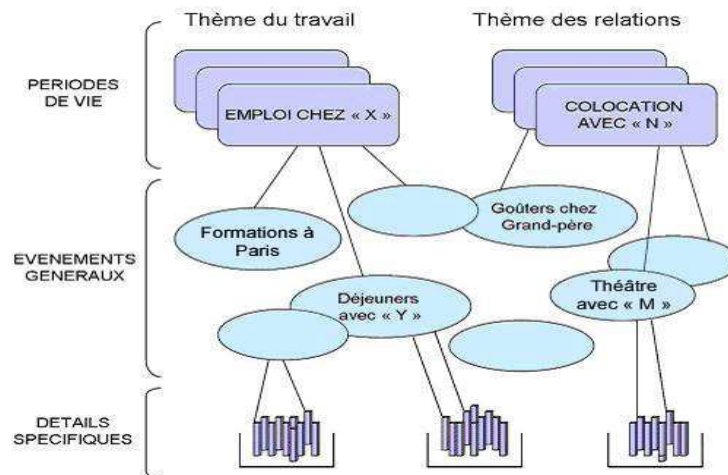 Thème du travail
Thème des relations
PERIODES
DE VIE
EMPLOI CHEZ « X »
COLOCATION
AVEC « N »
EVENEMENTS
GENERAUX
Formations à
Paris
Goûters chez
Grand-père
Déjeuners
avec « Y »
Théâtre
avec « M »
DETAILS
SPECIFIQUES